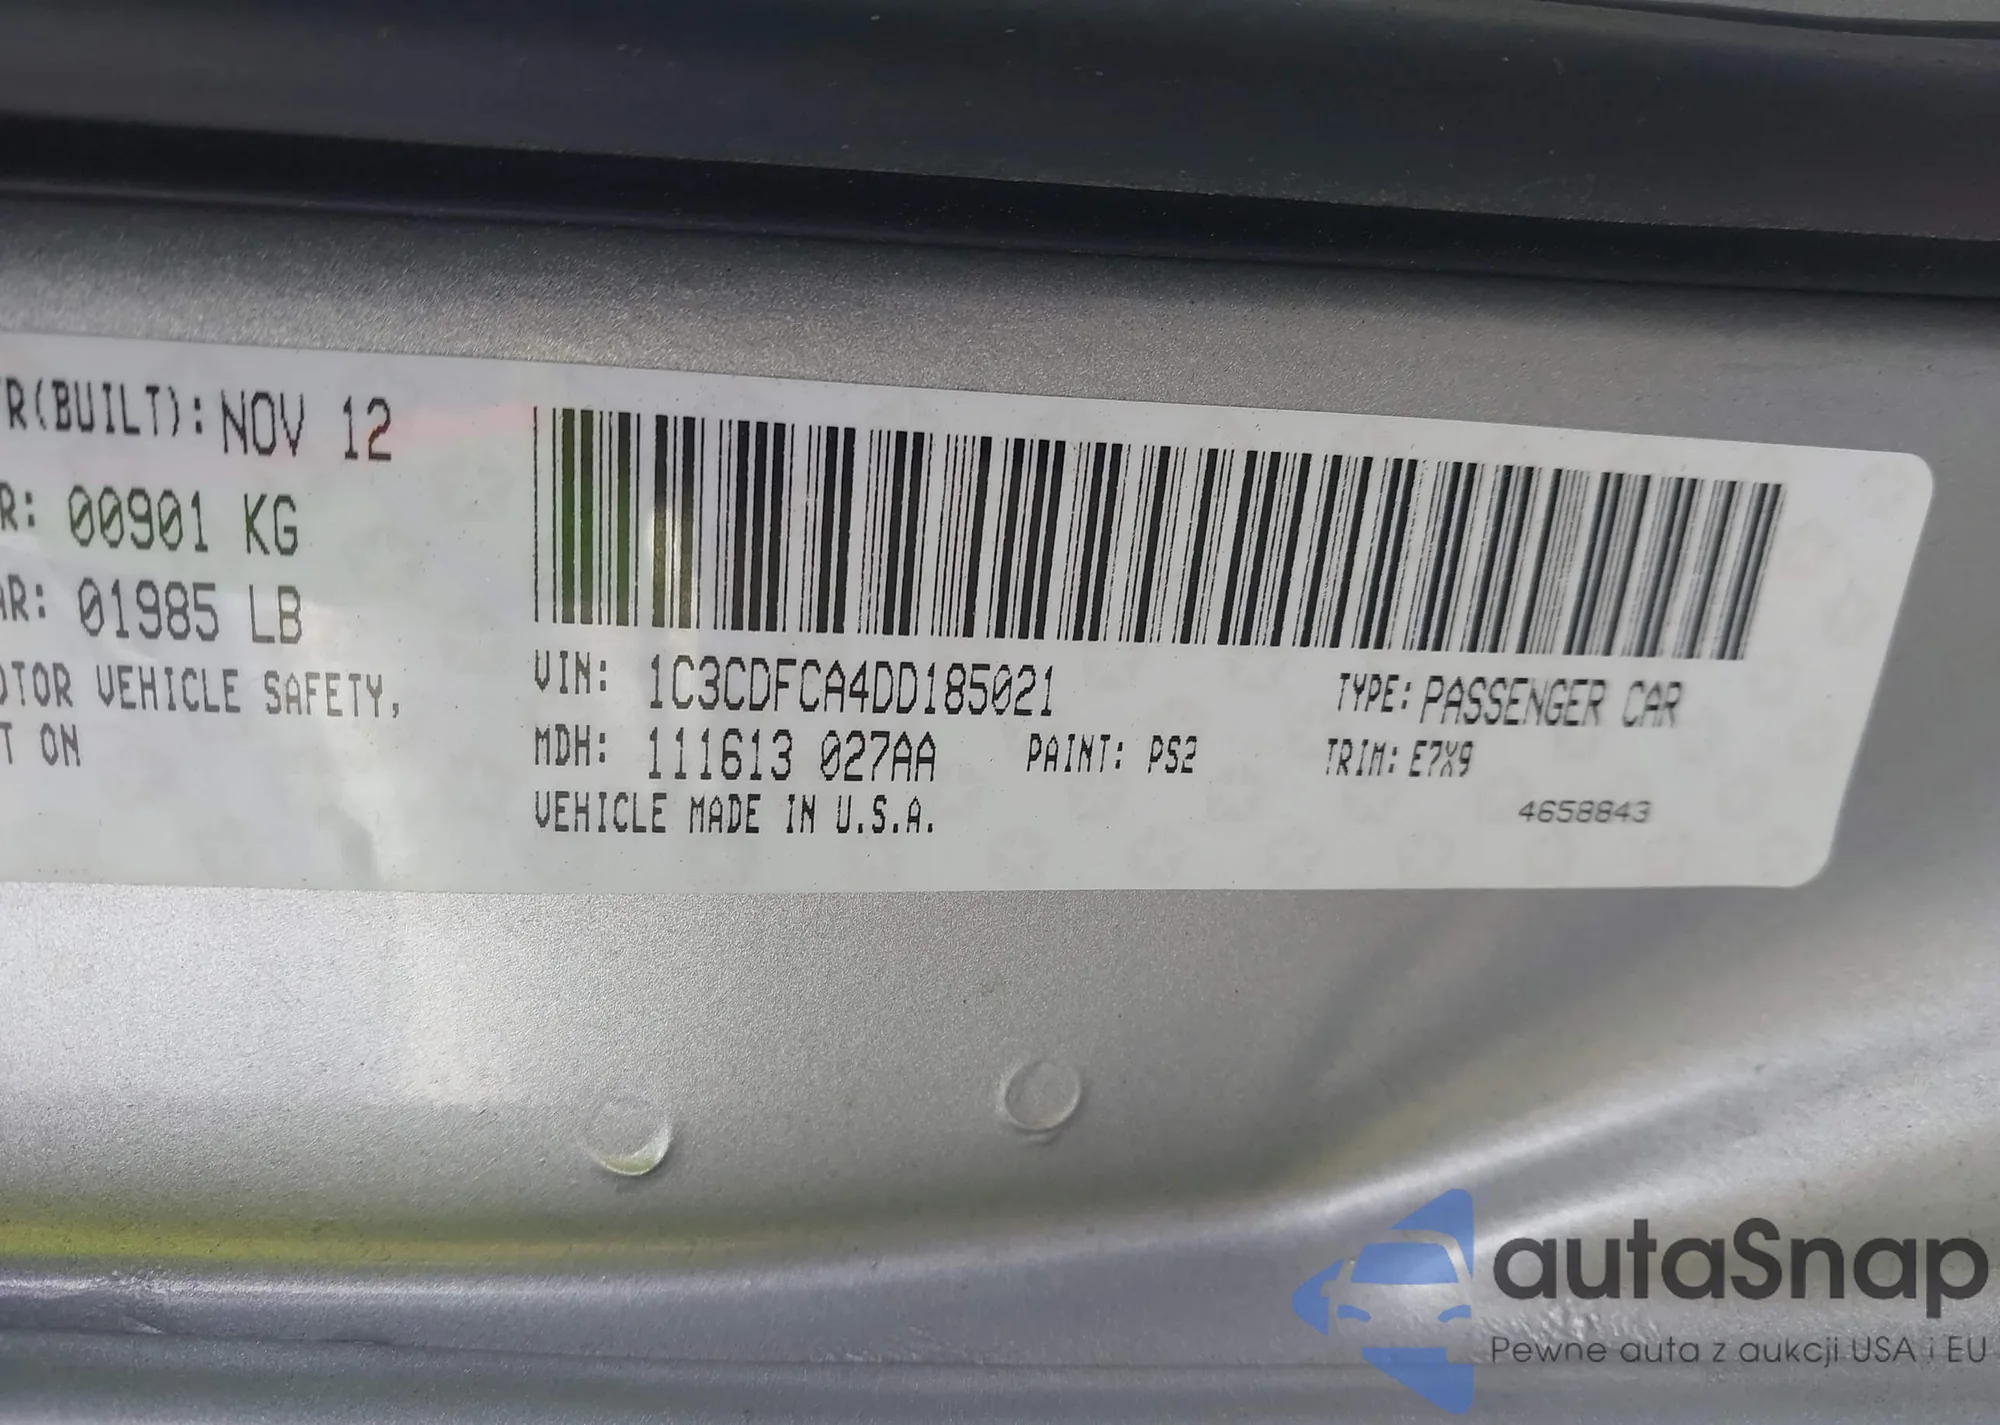 TR(BUILT): NOV 12
R: 00901 KG
AR: 01985 LB
OTOR VEHICLE SAFETY,
T ON
VIN: 1C3CDFCA4DD185021
TYPE: PASSENGER CAR
MDH: 111613 027AA
PAINT: PS2
TRIM: E7X9
VEHICLE MADE IN U.S.A.
4658843
autaSnap
Pewne auta z aukcji USA i EU